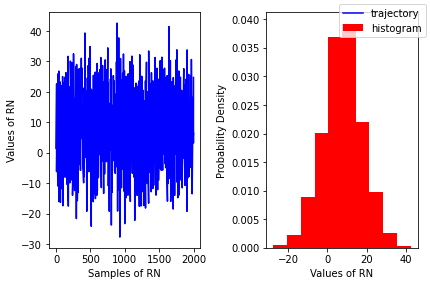 Values of RN
40
30
20
10
0
−10
−20
−30
0 500 1000 1500 2000
Samples of RN
trajectory
histogram
Probability Density
0.040
0.035
0.030
0.025
0.020
0.015
0.010
0.005
0.000
−20 0 20 40
Values of RN